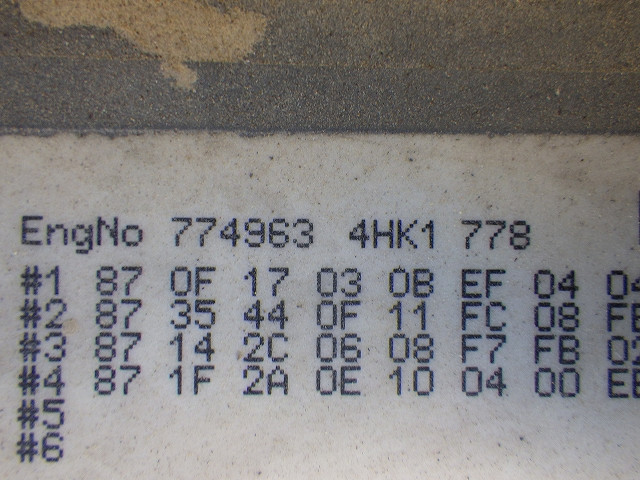 EngNo 774963 4HK1 778
#1 87 0F 17 03 0B EF 04
#2 87 35 44 0F 11 FC 08
#3 87 14 2C 06 08 F7 FB
#4 87 1F 2A 0E 10 04 00
#5
#6